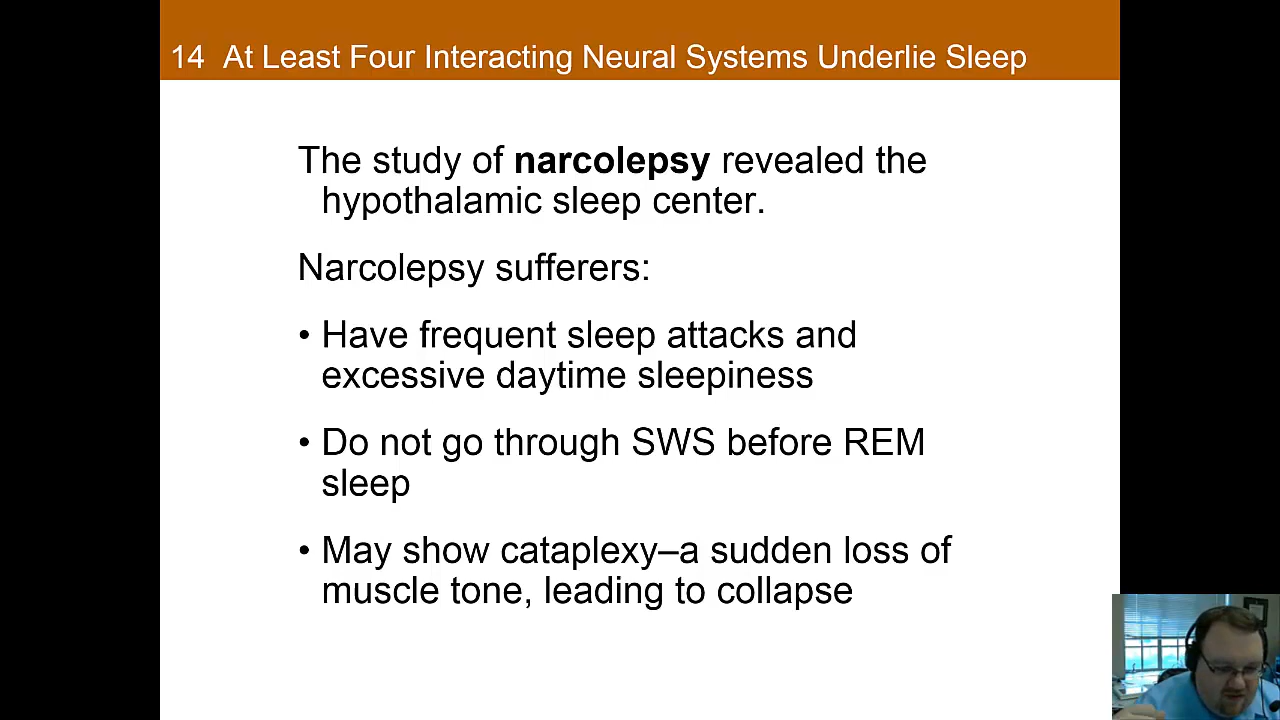 14 At Least Four Interacting Neural Systems Underlie Sleep
The study of narcolepsy revealed the
hypothalamic sleep center.
Narcolepsy sufferers:
• Have frequent sleep attacks and
excessive daytime sleepiness
• Do not go through SWS before REM
sleep
• May show cataplexy–a sudden loss of
muscle tone, leading to collapse